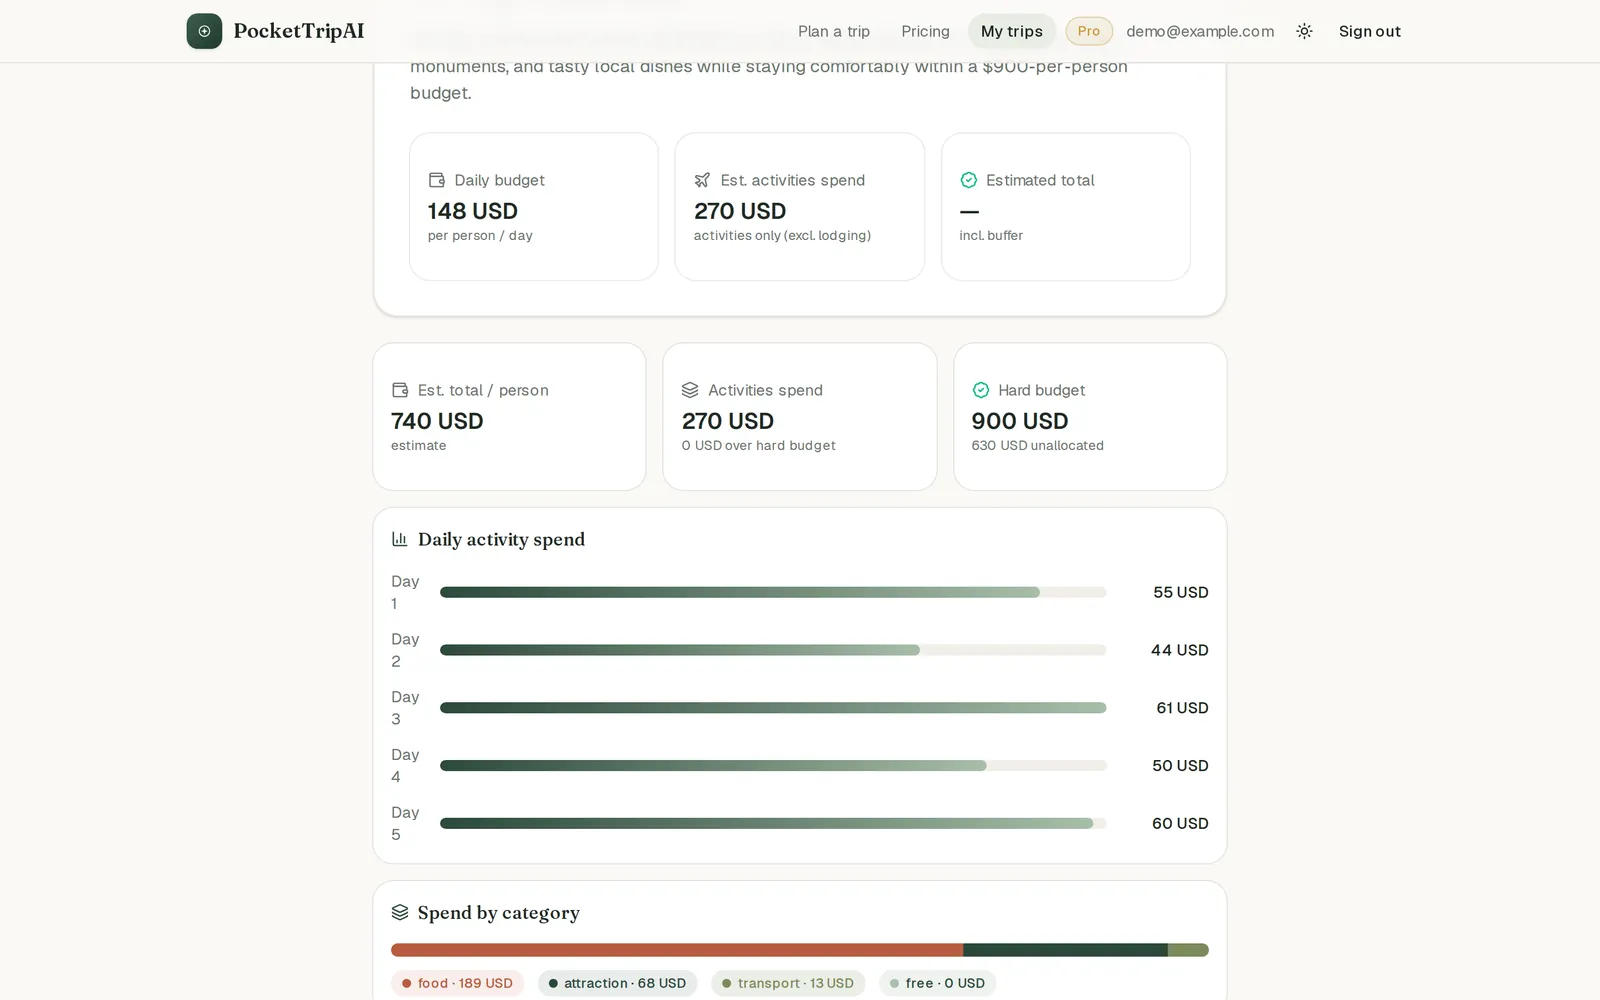 PocketTripAI
Plan a trip
Pricing
My trips
Pro
demo@example.com
Sign out
monuments, and tasty local dishes while staying comfortably within a $900-per-person
budget.
Daily budget
148 USD
per person / day
Est. activities spend
270 USD
activities only (excl. lodging)
Estimated total
—
incl. buffer
Est. total / person
740 USD
estimate
Activities spend
270 USD
0 USD over hard budget
Hard budget
900 USD
630 USD unallocated
Daily activity spend
Day
1
55 USD
Day
2
44 USD
Day
3
61 USD
Day
4
50 USD
Day
5
60 USD
Spend by category
food · 189 USD
attraction · 68 USD
transport · 13 USD
free · 0 USD